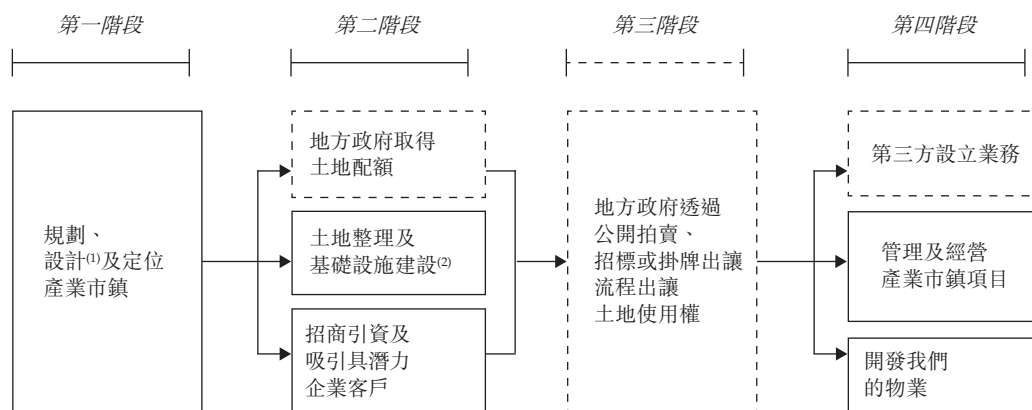 第一階段
第二階段
第三階段
第四階段
規劃、
設計(1)及定位
產業市鎮
地方政府取得
土地配額
土地整理及
基礎設施建設(2)
招商引資及
吸引具潛力
企業客戶
地方政府透過
公開拍賣、
招標或掛牌出讓
流程出讓
土地使用權
第三方設立業務
管理及經營
產業市鎮項目
開發我們
的物業